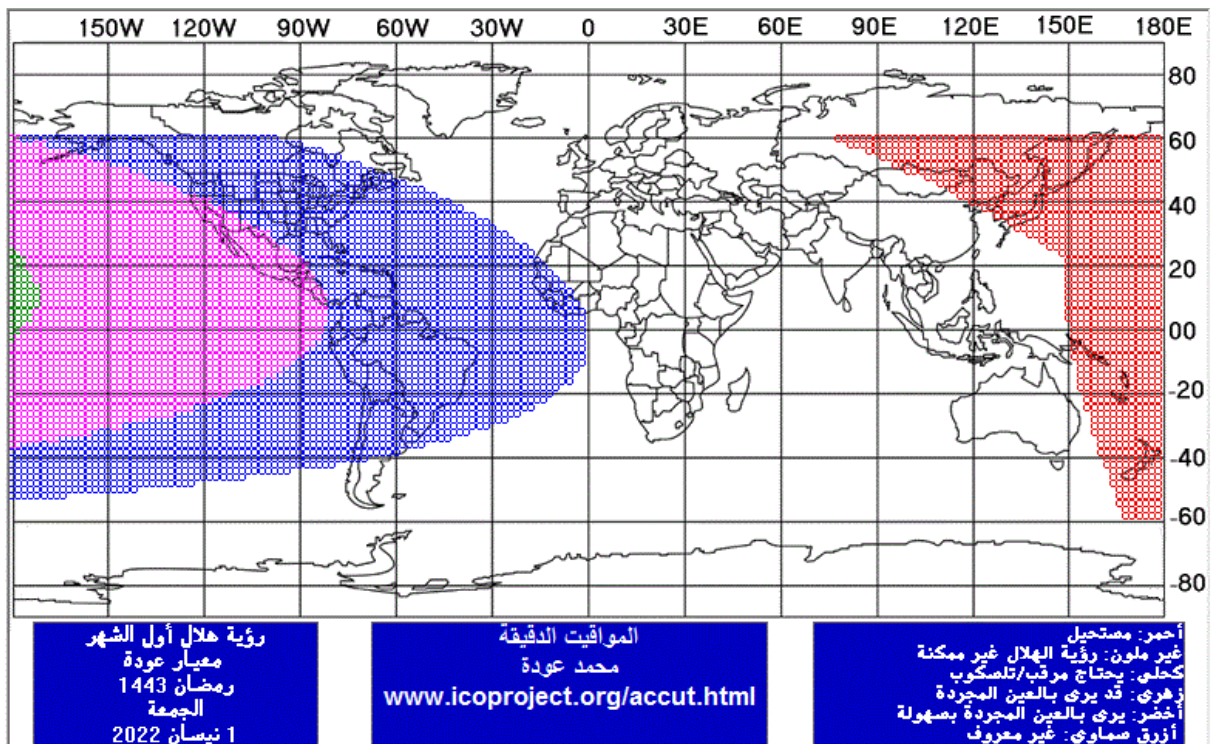 150W 120W 90W 60W 30W 0 30E 60E 90E 120E 150E 180E
80
60
40
20
00
-20
-40
-60
-80
رؤية هلال أول الشهر
معيار عودة
رمضان 1443
الجمعة
1 نيسان 2022
المواقيت الدقيقة
محمد عودة
www.icoproject.org/accut.html
أحمر: مستحيل
غير ملون: رؤية الهلال غير ممكنة
كحلي: يحتاج مرقب/تلسكوب
زهري: قد يرى بالعين المجردة
أخضر: يرى بالعين المجردة بسهولة
أزرق سماوي: غير معروف